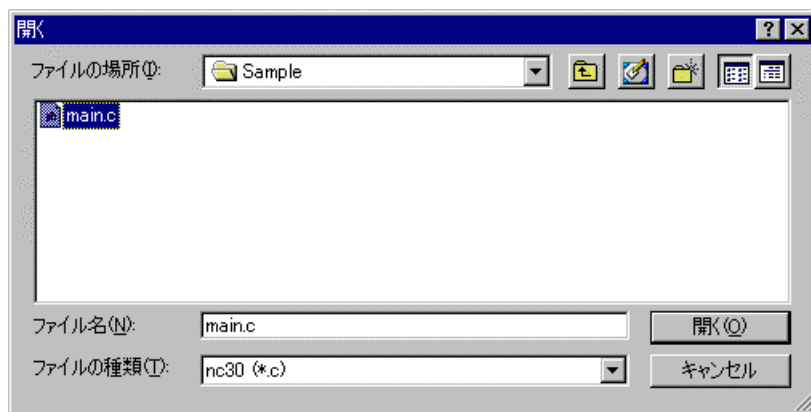 開く
ファイルの場所(I): Sample
main.c
ファイル名(N): main.c 開く(O)
ファイルの種類(T): nc30 (*.c) キャンセル